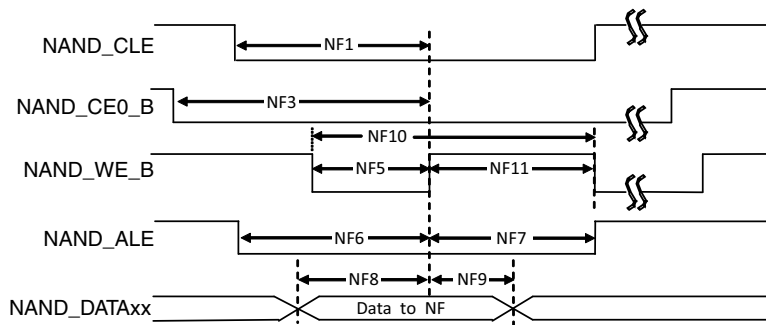 NAND_CLE
NF1
NAND_CE0_B
NF3
NF10
NAND_WE_B
NF5
NF11
NAND_ALE
NF6
NF7
NF8
NF9
NAND_DATAxx
Data to NF